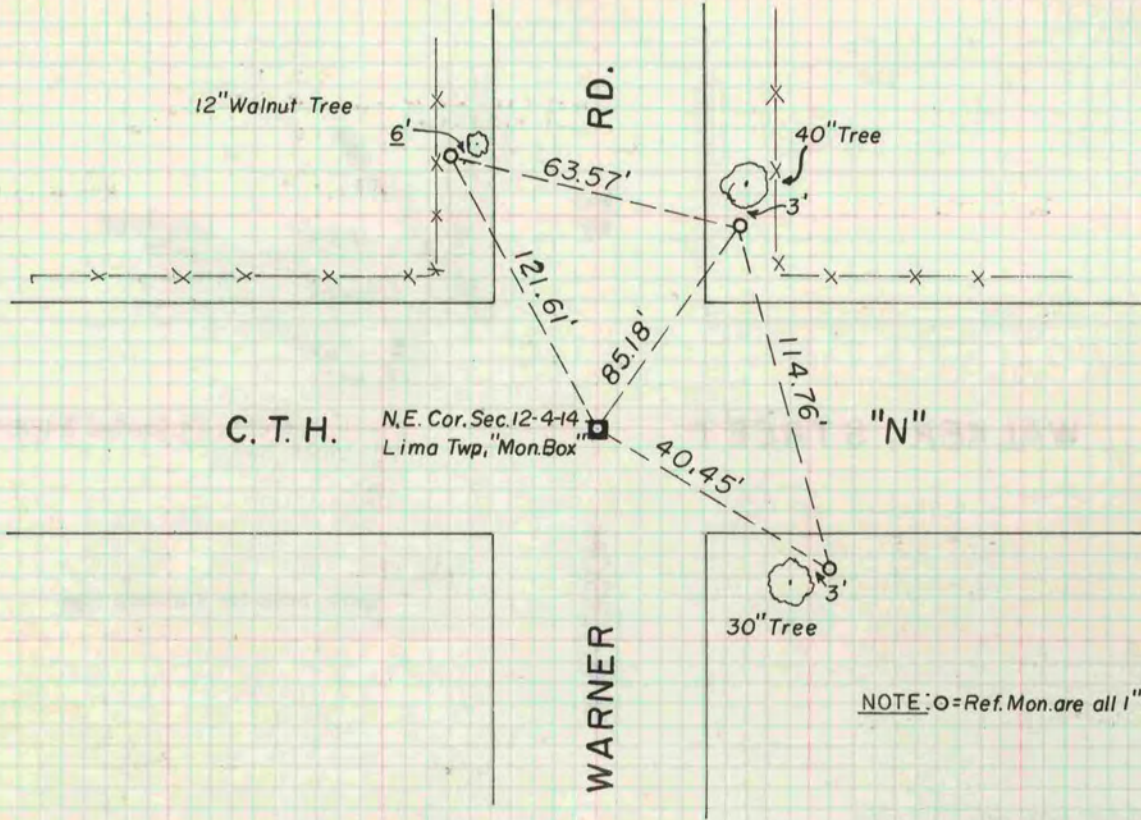 12" Walnut Tree
6'
RD.
40" Tree
63.57'
3'
121.61'
85.18'
114.76'
C. T. H.
N.E. Cor. Sec. 12-4-14
Lima Twp, "Mon. Box"
"N"
40.45'
3'
30" Tree
WARNER
NOTE: O=Ref. Mon. are all 1"